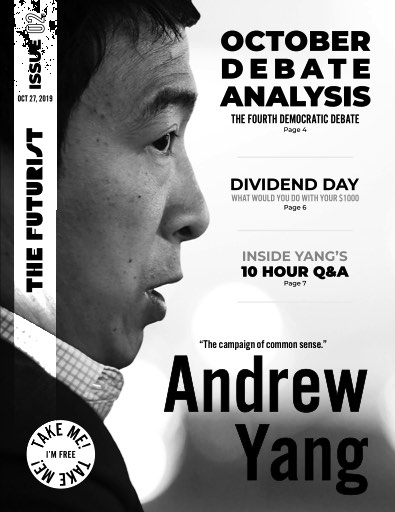 THE FUTURIST
OCT 27, 2019
ISSUE 02
OCTOBER
DEBATE
ANALYSIS
THE FOURTH DEMOCRATIC DEBATE
Page 4
DIVIDEND DAY
WHAT WOULD YOU DO WITH YOUR $1000
Page 6
INSIDE YANG'S
10 HOUR Q&A
Page 7
“The campaign of common sense.”
Andrew
Yang
TAKE ME!
I'M FREE
TAKE ME!